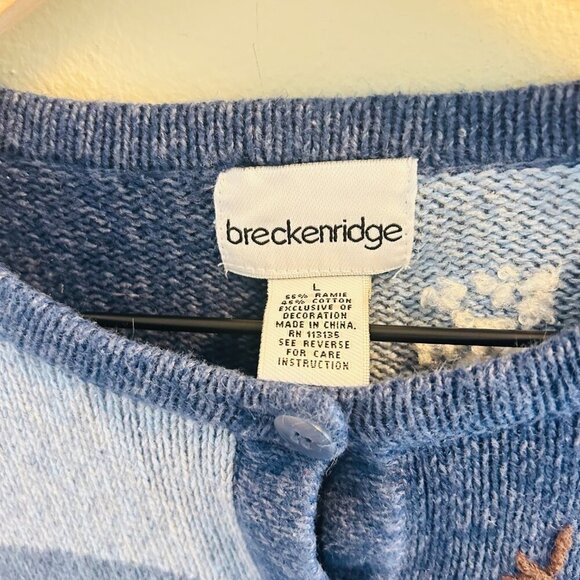 breckenridge
L
55% RAMIE
45% COTTON
EXCLUSIVE OF
DECORATION
MADE IN CHINA.
RN 113135
SEE REVERSE
FOR CARE
INSTRUCTION